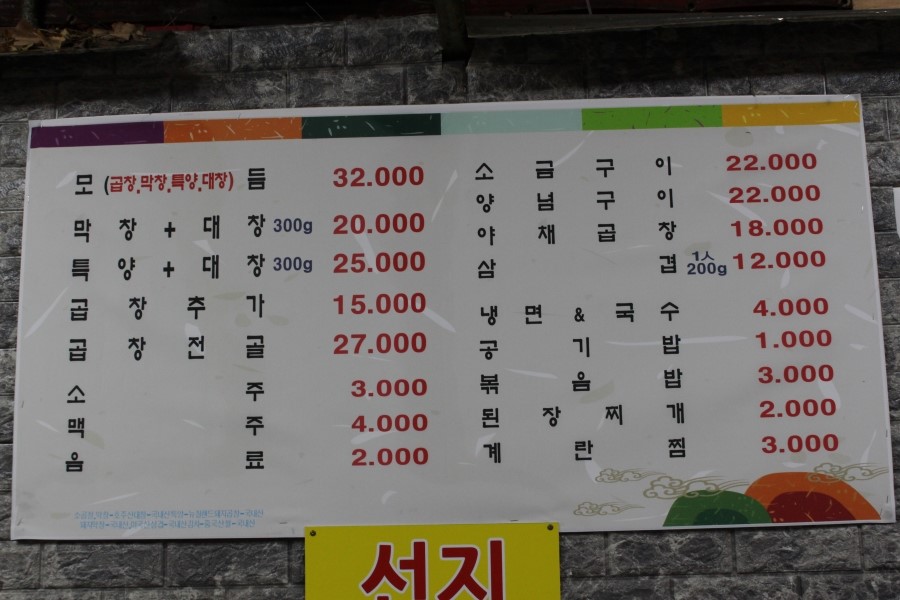 모 (곱창.막창.특양.대창) 듬 32.000
막창+대창 300g 20.000
특양+대창 300g 25.000
곱창추가 15.000
곱창전골 27.000
소주 3.000
맥주 4.000
음료 2.000
소금구이 22.000
양념구이 22.000
야채곱창 18.000
삼겹 1人 200g 12.000
냉면&국수 4.000
공기밥 1.000
볶음밥 3.000
된장찌개 2.000
계란찜 3.000
선지